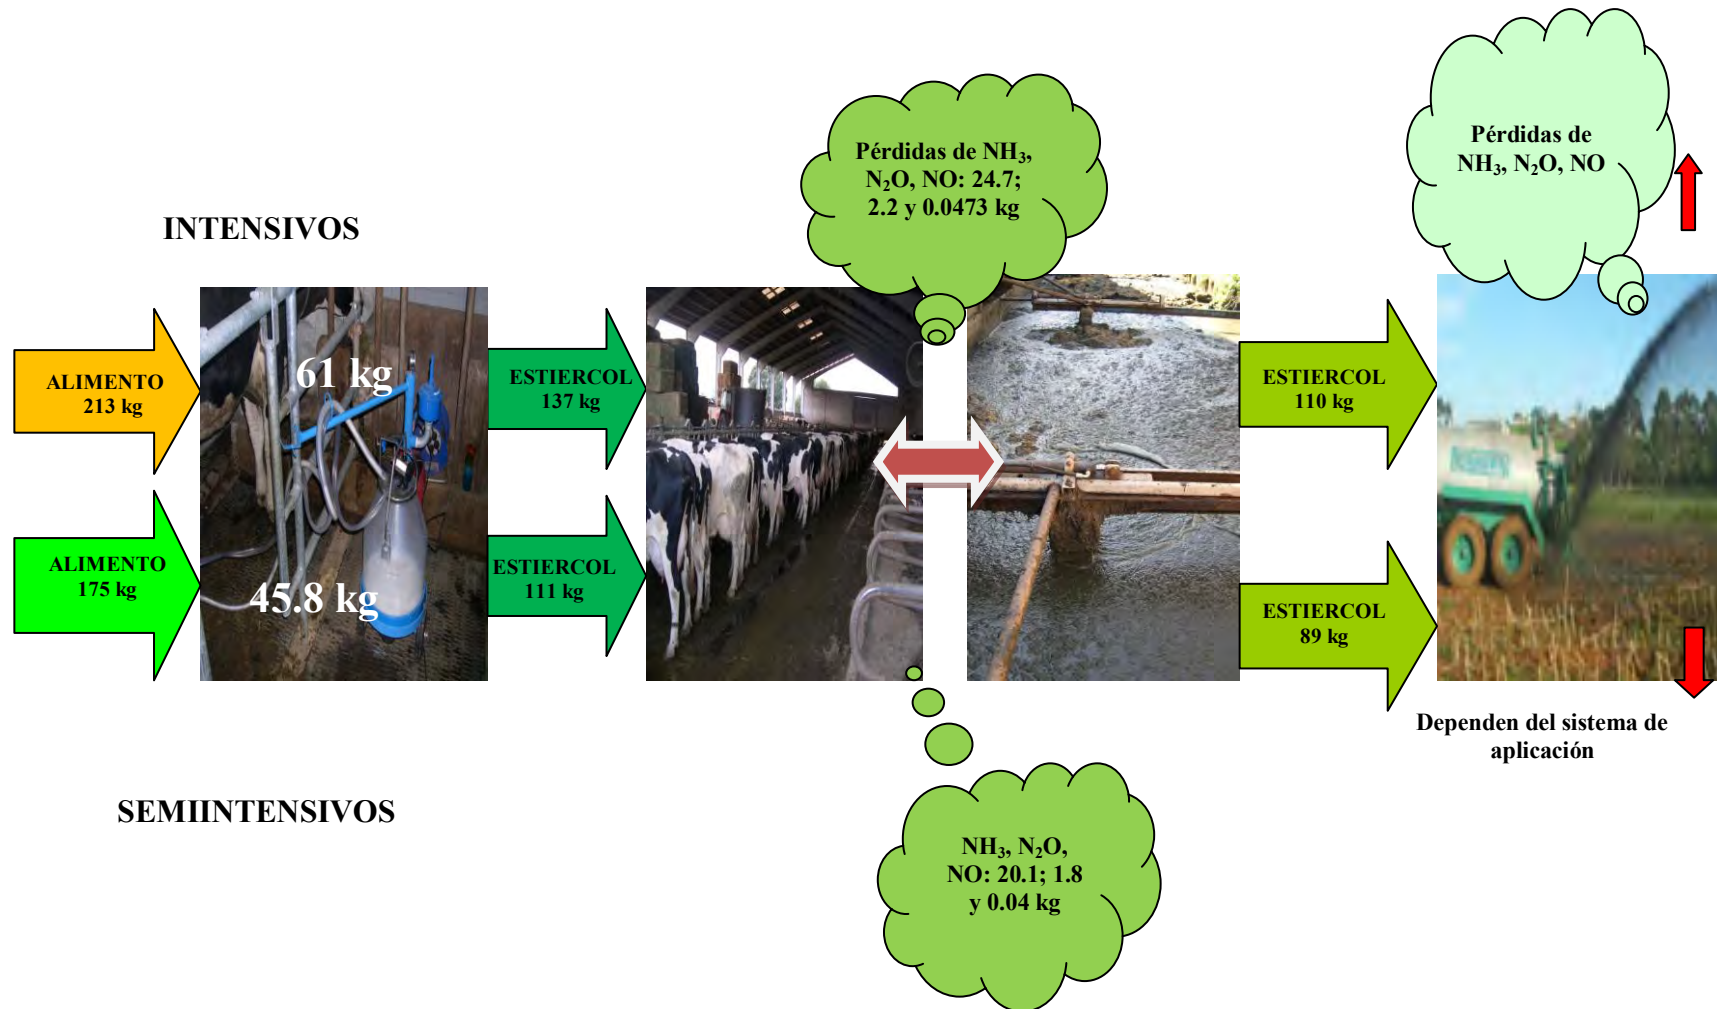 Pérdidas de
NH₃, N₂O, NO
Pérdidas de NH₃,
N₂O, NO: 24.7;
2.2 y 0.0473 kg
INTENSIVOS
ALIMENTO
213 kg
61 kg
ESTIERCOL
137 kg
ESTIERCOL
110 kg
ALIMENTO
175 kg
45.8 kg
ESTIERCOL
111 kg
ESTIERCOL
89 kg
Dependen del sistema de
aplicación
SEMIINTENSIVOS
NH₃, N₂O,
NO: 20.1; 1.8
y 0.04 kg